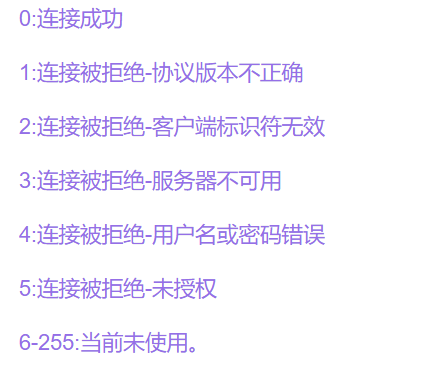 0:连接成功
1:连接被拒绝-协议版本不正确
2:连接被拒绝-客户端标识符无效
3:连接被拒绝-服务器不可用
4:连接被拒绝-用户名或密码错误
5:连接被拒绝-未授权
6-255:当前未使用。